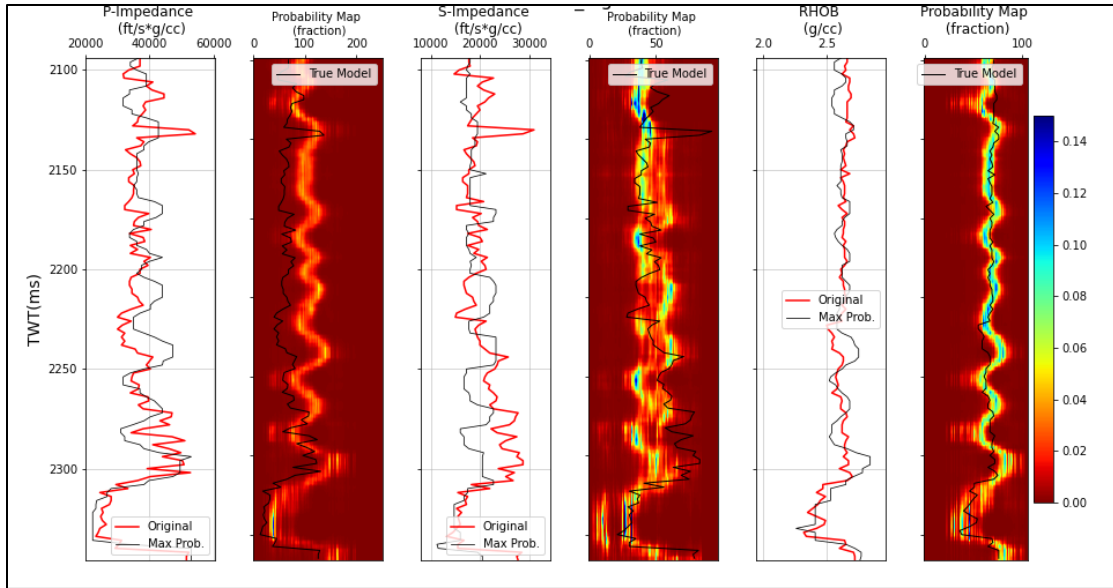 P-Impedance
(ft/s*g/cc)
20000 40000 60000
Probability Map
(fraction)
0 100 200
S-Impedance
(ft/s*g/cc)
10000 20000 30000
Probability Map
(fraction)
0 50
RHOB
(g/cc)
2.0 2.5
Probability Map
(fraction)
0 100
TWT(ms)
2100
2150
2200
2250
2300
True Model
True Model
True Model
Original
Max Prob.
Original
Max Prob.
Original
Max Prob.
0.14
0.12
0.10
0.08
0.06
0.04
0.02
0.00